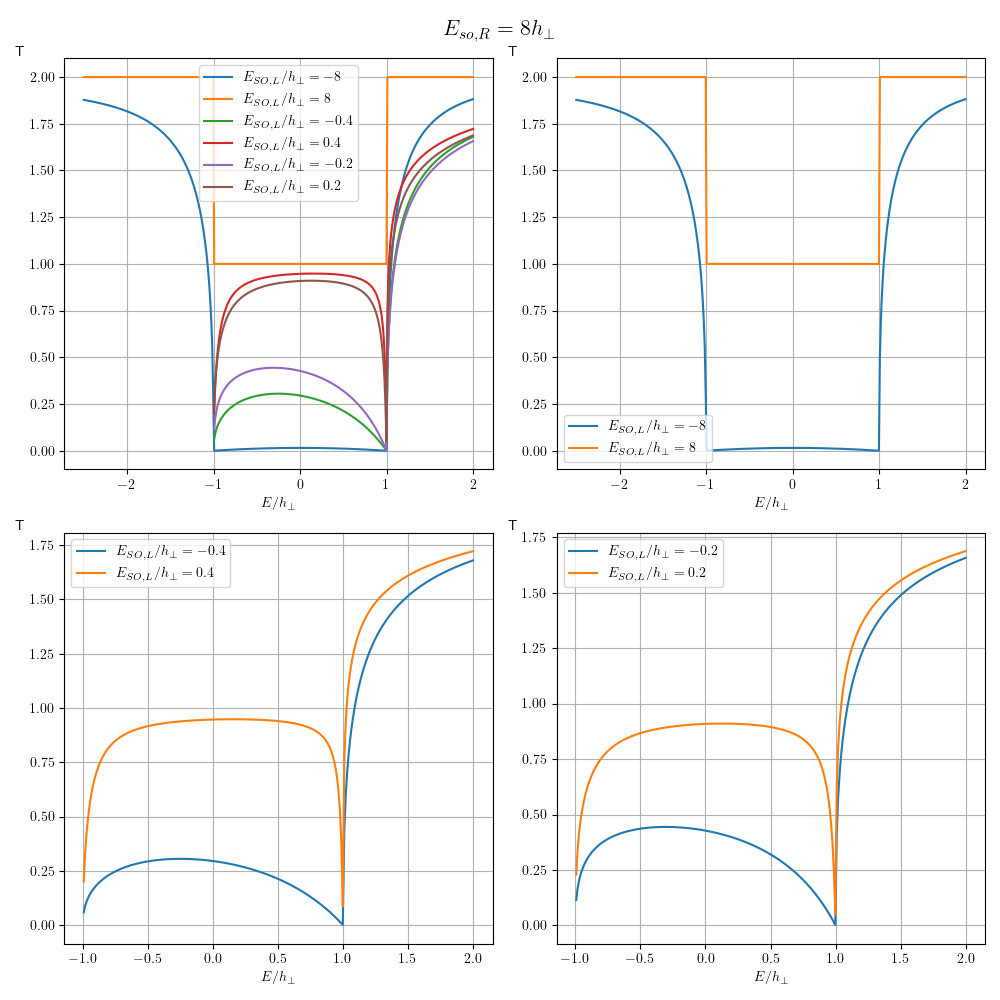 $E_{so,R} = 8h_{\perp}$
T
$E_{SO,L}/h_{\perp} = -8$
$E_{SO,L}/h_{\perp} = 8$
$E_{SO,L}/h_{\perp} = -0.4$
$E_{SO,L}/h_{\perp} = 0.4$
$E_{SO,L}/h_{\perp} = -0.2$
$E_{SO,L}/h_{\perp} = 0.2$
2.00
1.75
1.50
1.25
1.00
0.75
0.50
0.25
0.00
−2 −1 0 1 2
$E/h_{\perp}$
T
2.00
1.75
1.50
1.25
1.00
0.75
0.50
0.25
0.00
$E_{SO,L}/h_{\perp} = -8$
$E_{SO,L}/h_{\perp} = 8$
−2 −1 0 1 2
$E/h_{\perp}$
T
$E_{SO,L}/h_{\perp} = -0.4$
$E_{SO,L}/h_{\perp} = 0.4$
1.75
1.50
1.25
1.00
0.75
0.50
0.25
0.00
−1.0 −0.5 0.0 0.5 1.0 1.5 2.0
$E/h_{\perp}$
T
$E_{SO,L}/h_{\perp} = -0.2$
$E_{SO,L}/h_{\perp} = 0.2$
1.75
1.50
1.25
1.00
0.75
0.50
0.25
0.00
−1.0 −0.5 0.0 0.5 1.0 1.5 2.0
$E/h_{\perp}$